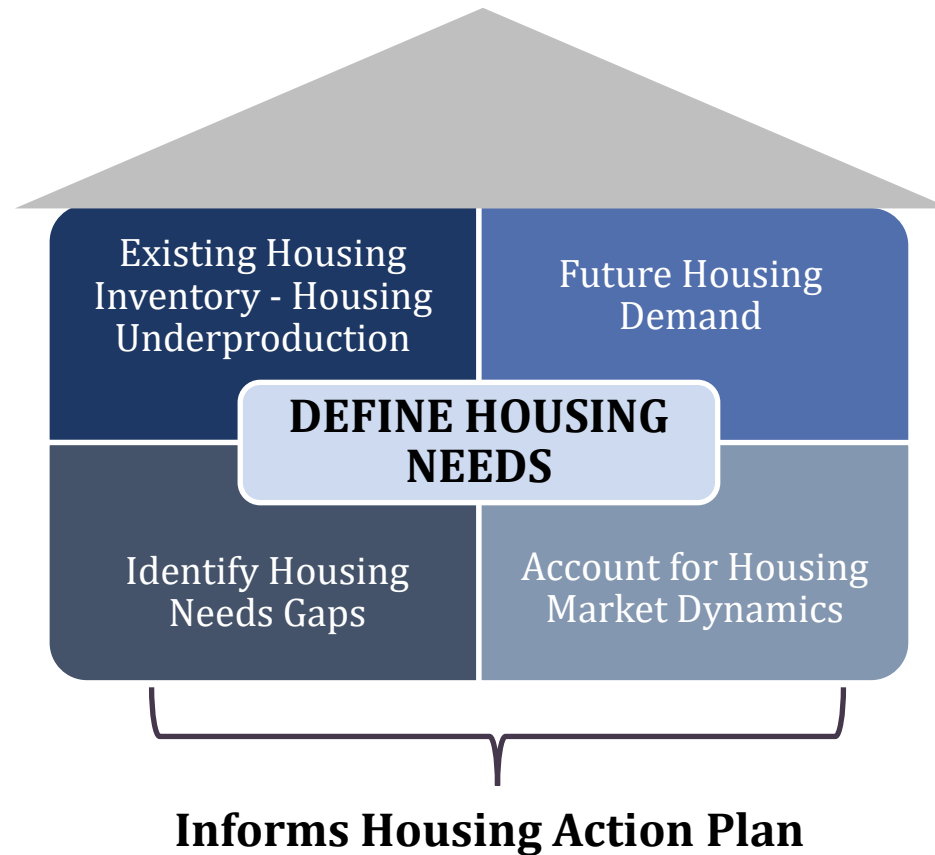 Existing Housing
Inventory - Housing
Underproduction
Future Housing
Demand
DEFINE HOUSING
NEEDS
Identify Housing
Needs Gaps
Account for Housing
Market Dynamics
Informs Housing Action Plan